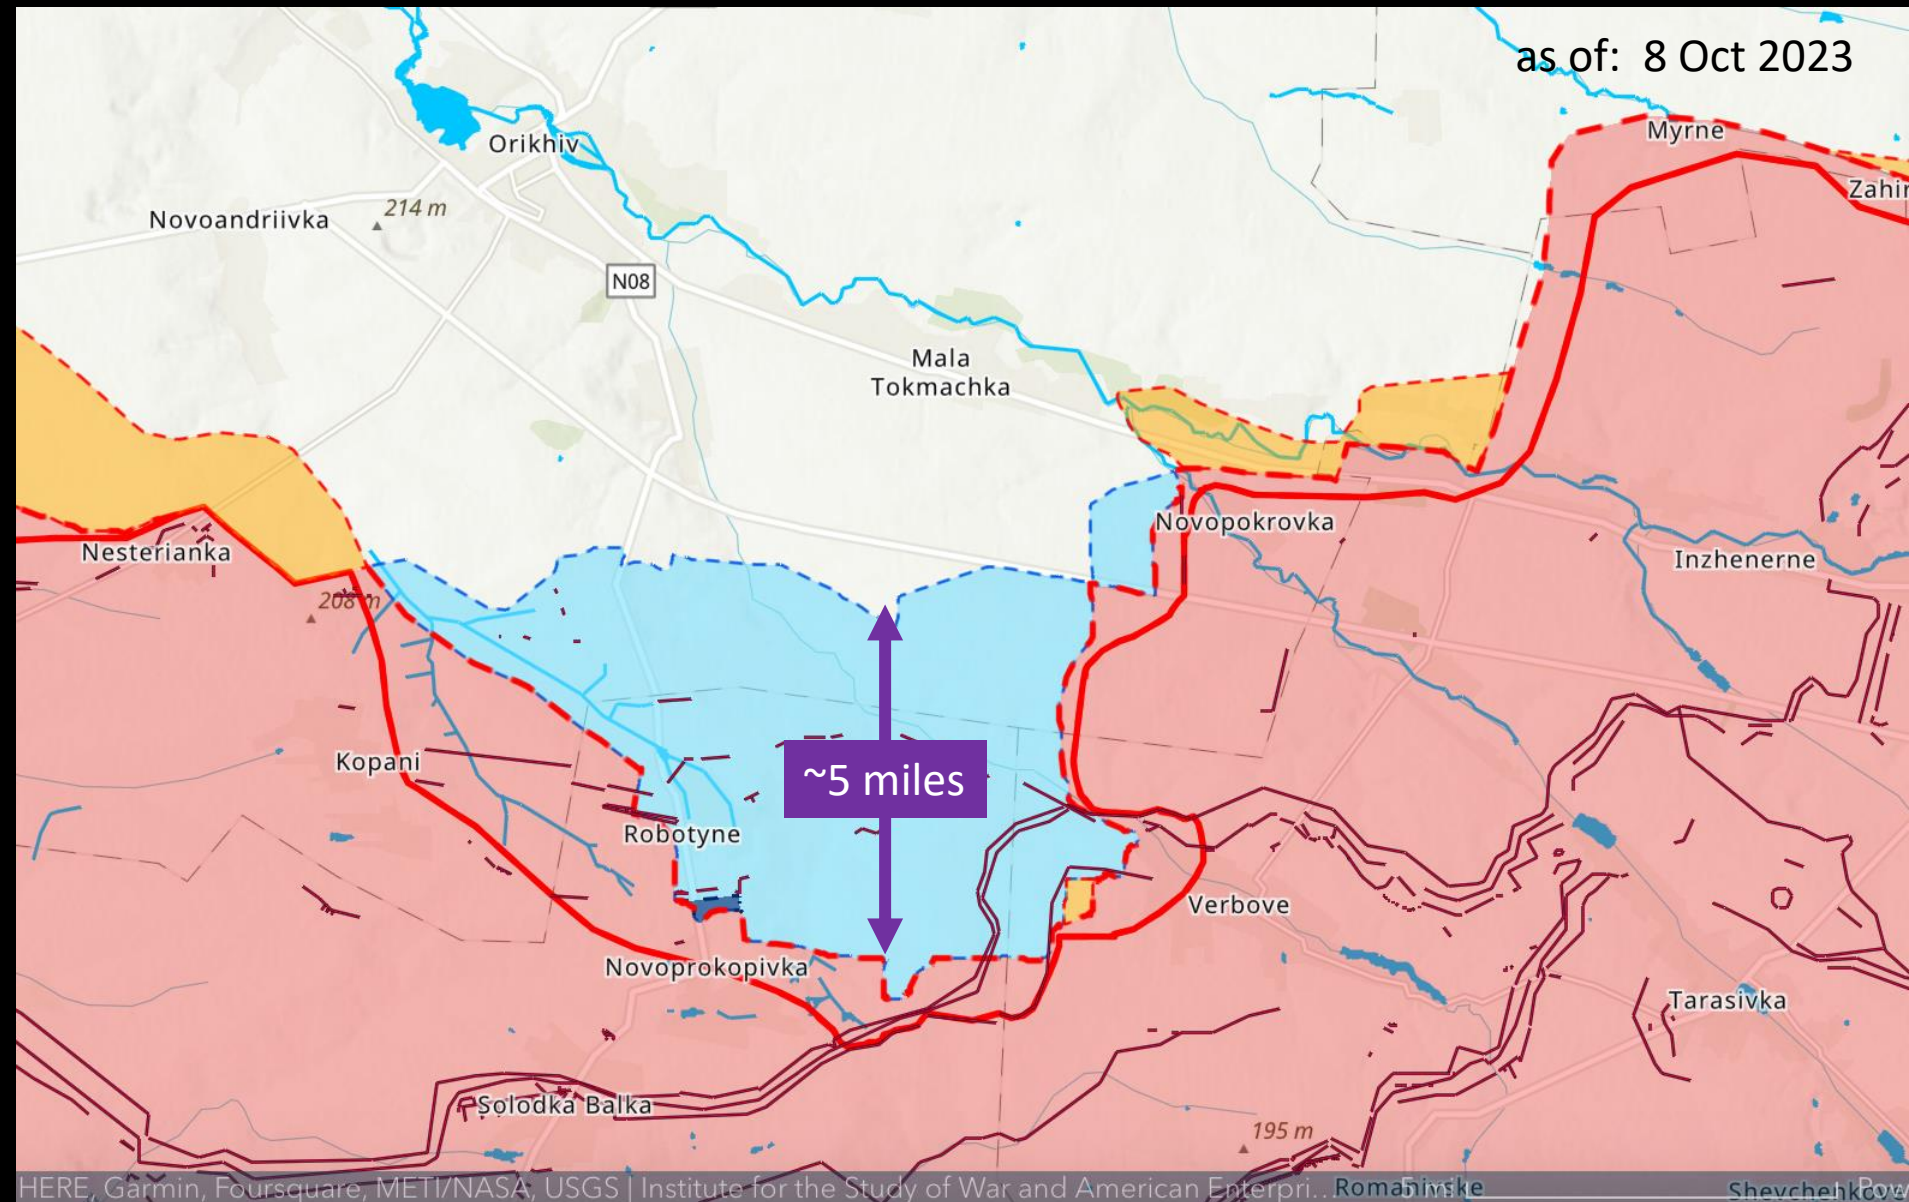 as of: 8 Oct 2023
Myrne
Orikhiv
Novoandriivka
214 m
N08
Mala
Tokmachka
Novopokrovka
Inzhenerne
Nesterianka
208 m
Kopani
~5 miles
Robotyne
Verbove
Novoprokopivka
Tarasivka
Solodka Balka
195 m
HERE, Garmin, Foursquare, METI/NASA, USGS | Institute for the Study of War and American Enterpri...